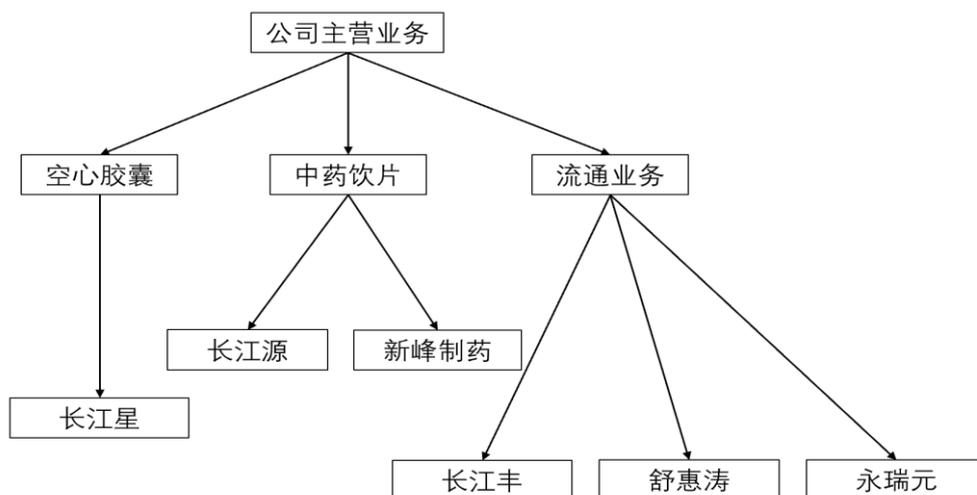 公司主营业务
空心胶囊
中药饮片
流通业务
长江源
新峰制药
长江星
长江丰
舒惠涛
永瑞元